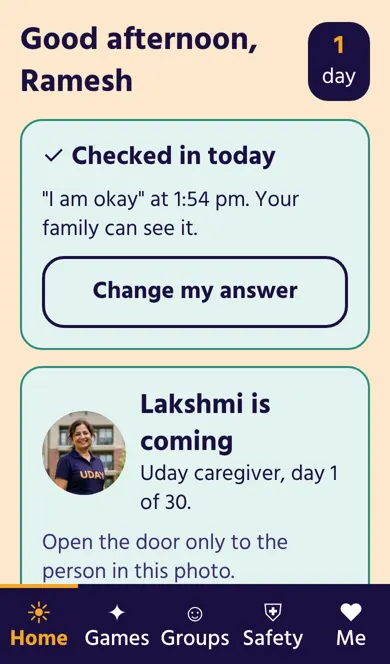 Good afternoon,
Ramesh
1
day
✓ Checked in today
"I am okay" at 1:54 pm. Your
family can see it.
Change my answer
Lakshmi is
coming
UDAY
Uday caregiver, day 1
of 30.
Open the door only to the
person in this photo.
Home
Games
Groups
Safety
Me